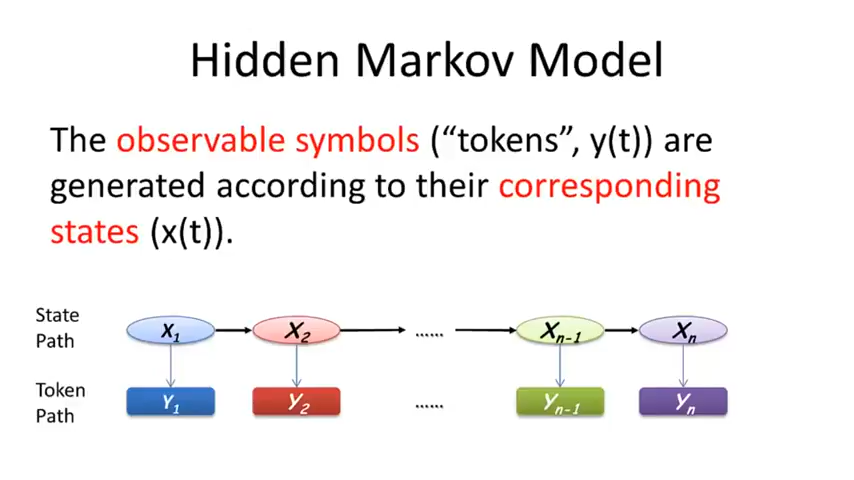 Hidden Markov Model
The observable symbols (“tokens”, y(t)) are
generated according to their corresponding
states (x(t)).
State
Path
X1 X2 ...... Xn-1 Xn
Token
Path
Y1 Y2 ...... Yn-1 Yn